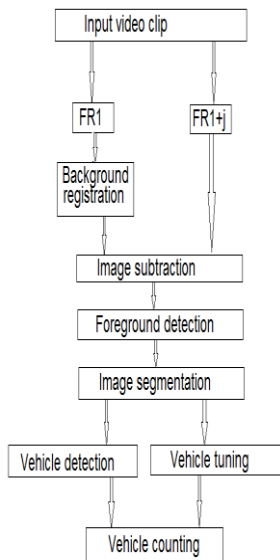 Input video clip
FR1
FR1+j
Background
registration
Image subtraction
Foreground detection
Image segmentation
Vehicle detection
Vehicle tuning
Vehicle counting